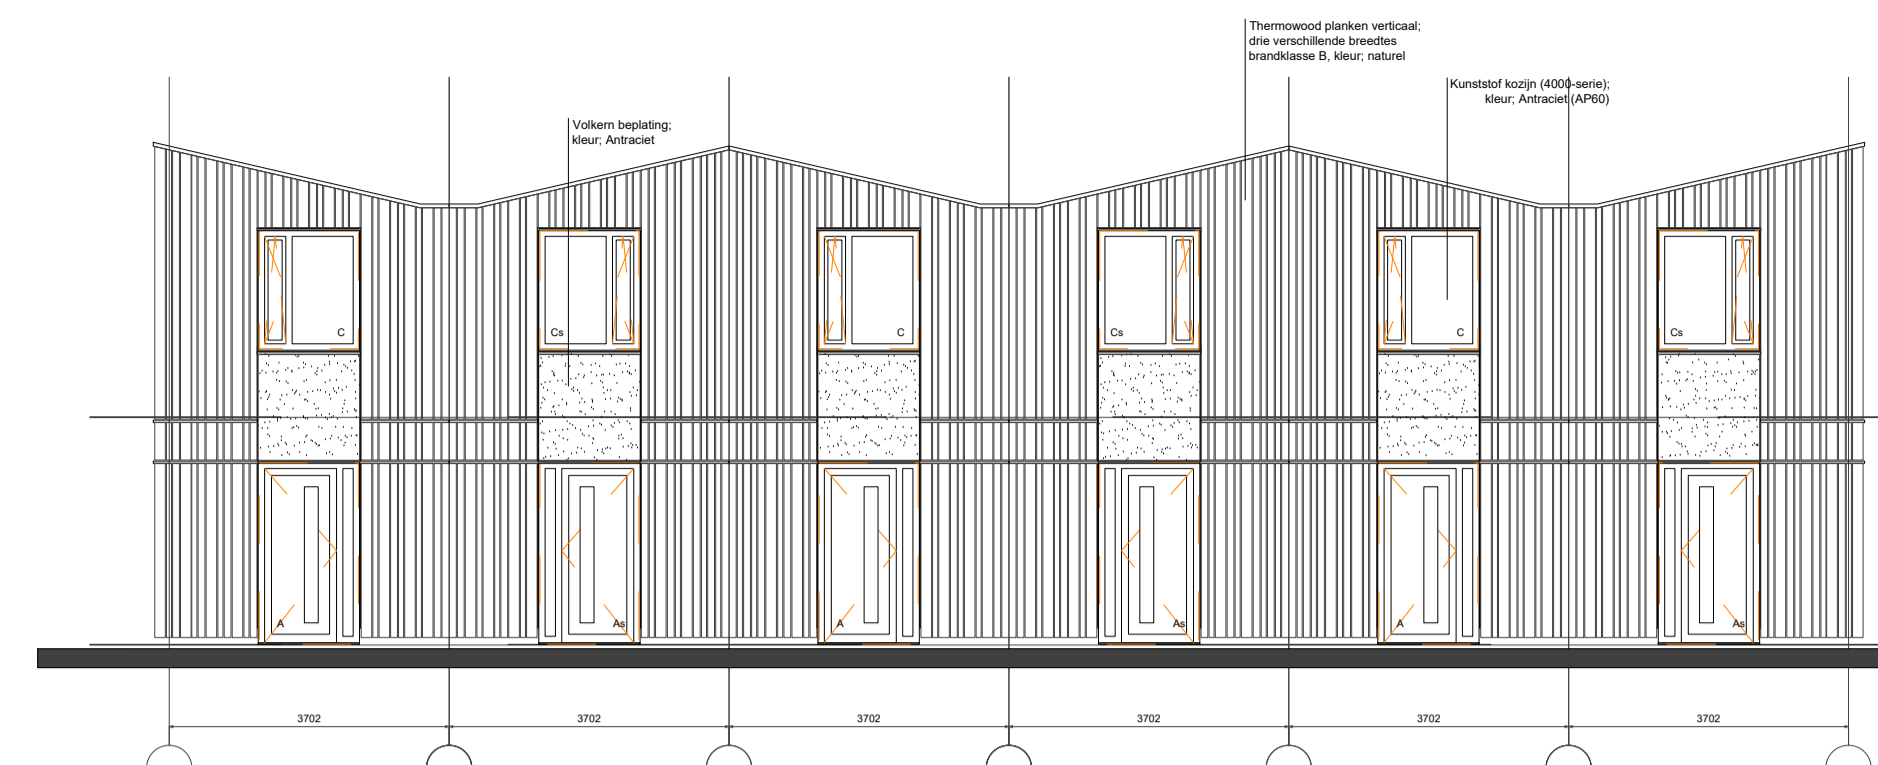 Thermowood planken verticaal;
drie verschillende breedtes
brandklasse B, kleur; naturel
Kunststof kozijn (4000-serie);
kleur; Antraciet (AP60)
Volkern beplating;
kleur; Antraciet
C
Cs
C
Cs
C
Cs
A
As
A
As
A
As
3702
3702
3702
3702
3702
3702